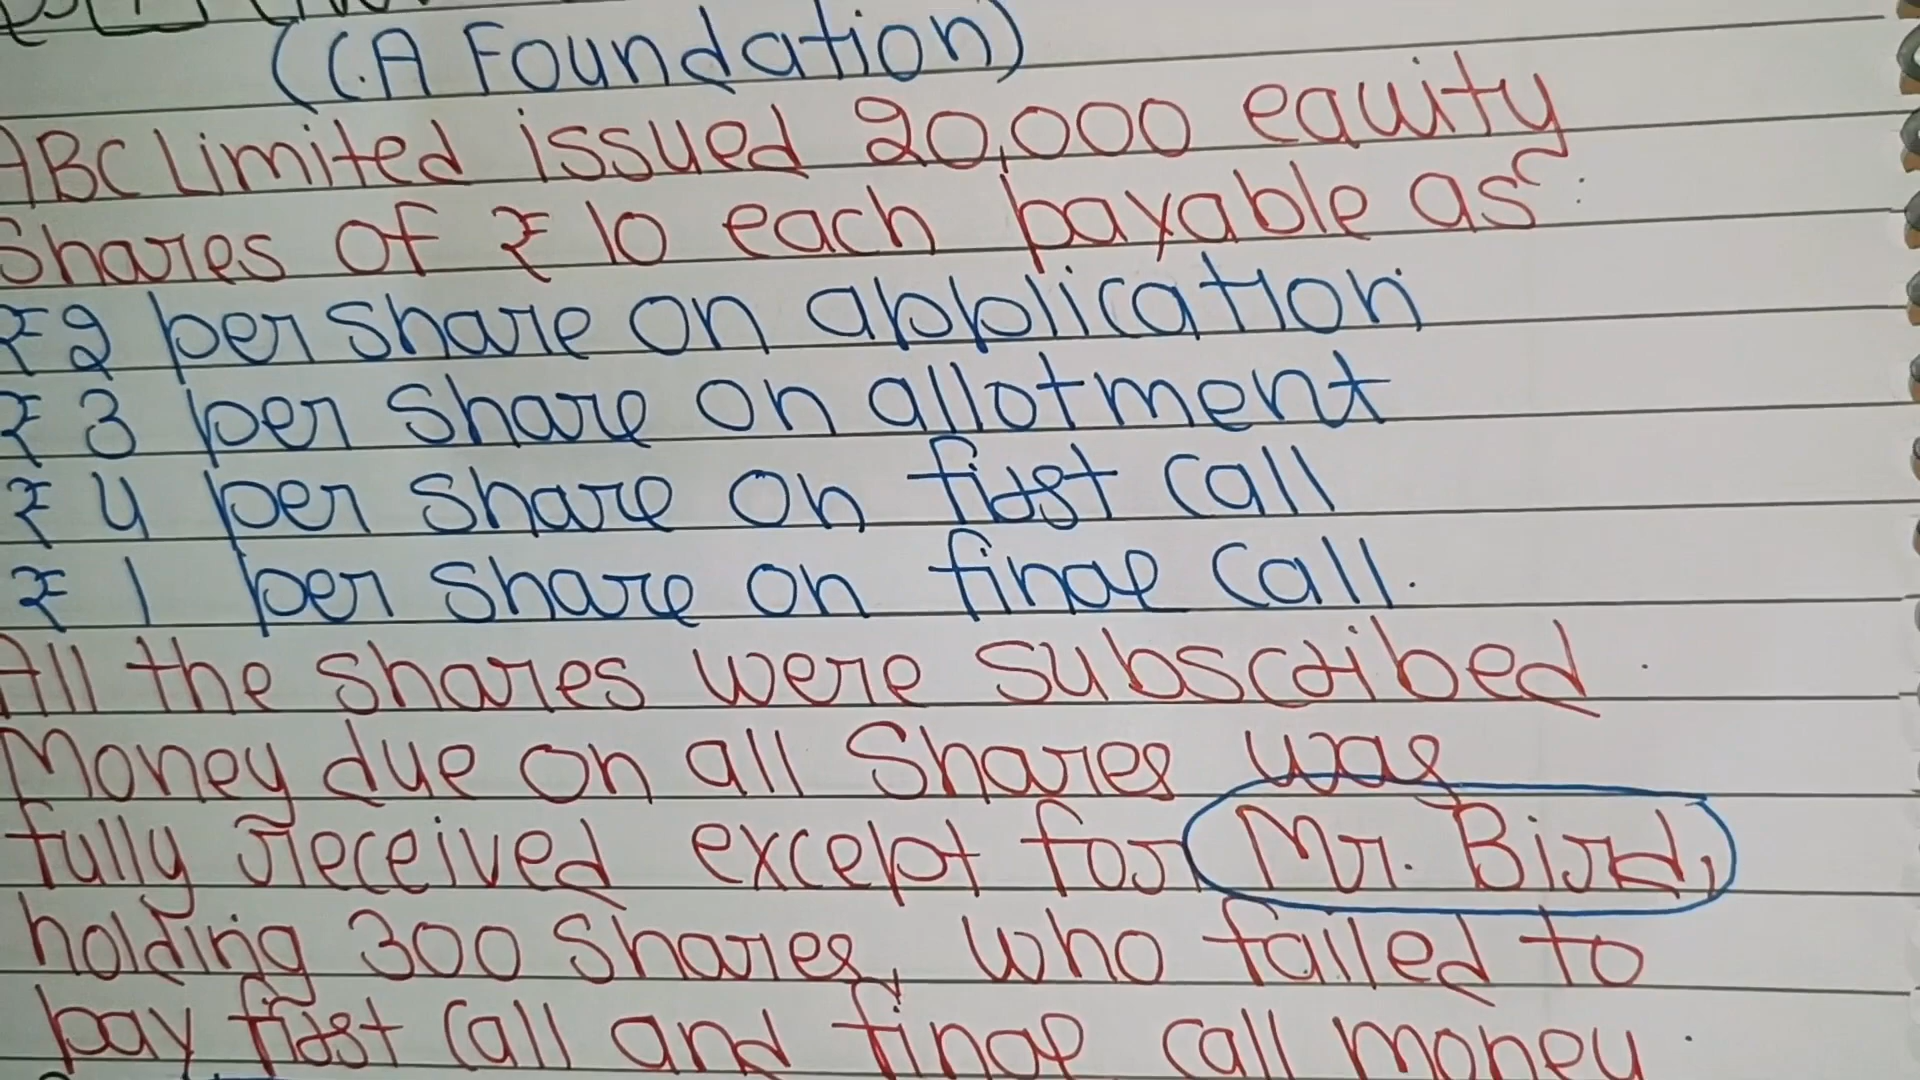 (C.A Foundation)
ABC Limited issued 20,000 equity
Shares of ₹ 10 each payable as :
₹ 2 per share on application
₹ 3 per share on allotment
₹ 4 per share on first call
₹ 1 per share on final call.
All the shares were subscribed.
Money due on all Shares was
fully received except for Mr. Bird,
holding 300 Shares, who failed to
pay first call and final call money.